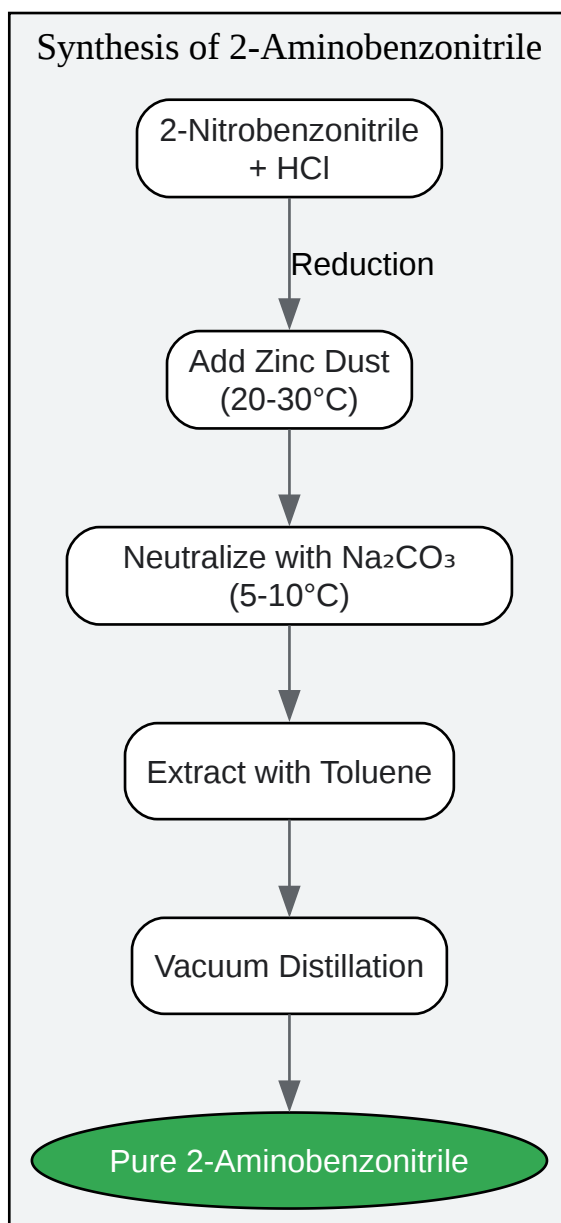 Synthesis of 2-Aminobenzonitrile
2-Nitrobenzonitrile
+ HCl
Reduction
Add Zinc Dust
(20-30°C)
Neutralize with Na₂CO₃
(5-10°C)
Extract with Toluene
Vacuum Distillation
Pure 2-Aminobenzonitrile